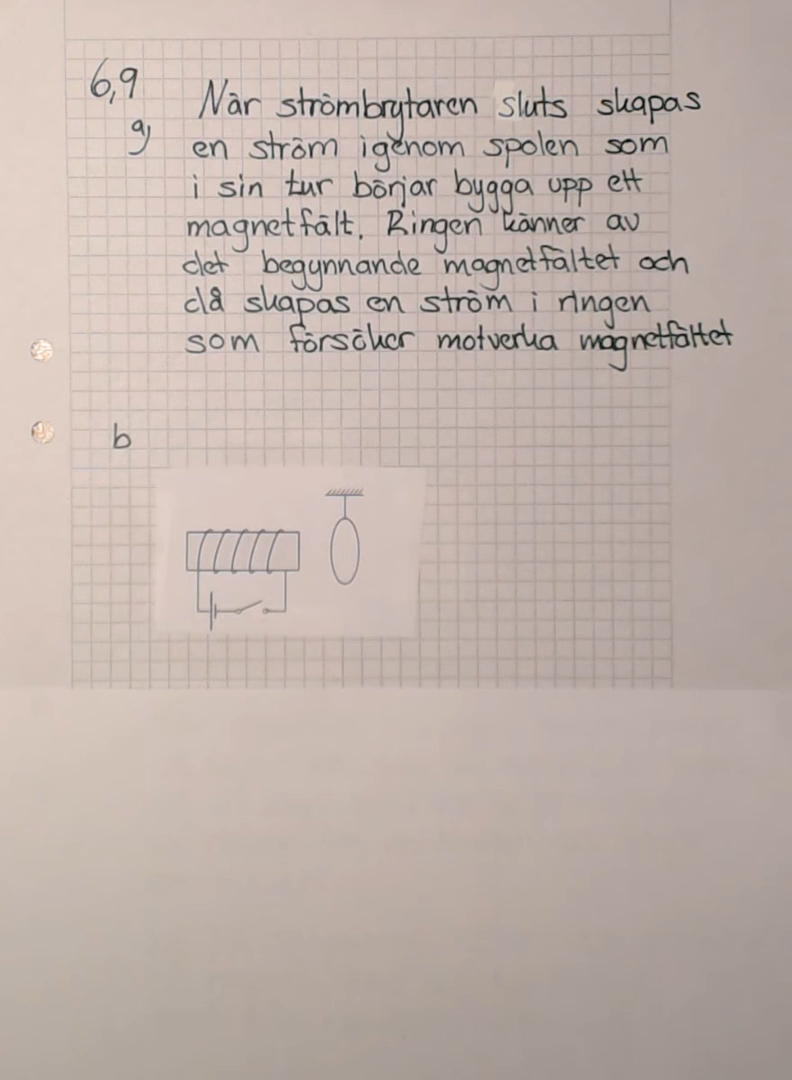 6,9
a) När strömbrytaren sluts skapas
en ström igenom spolen som
i sin tur börjar bygga upp ett
magnetfält. Ringen känner av
det begynnande magnetfältet och
då skapas en ström i ringen
som försöker motverka magnetfältet
b